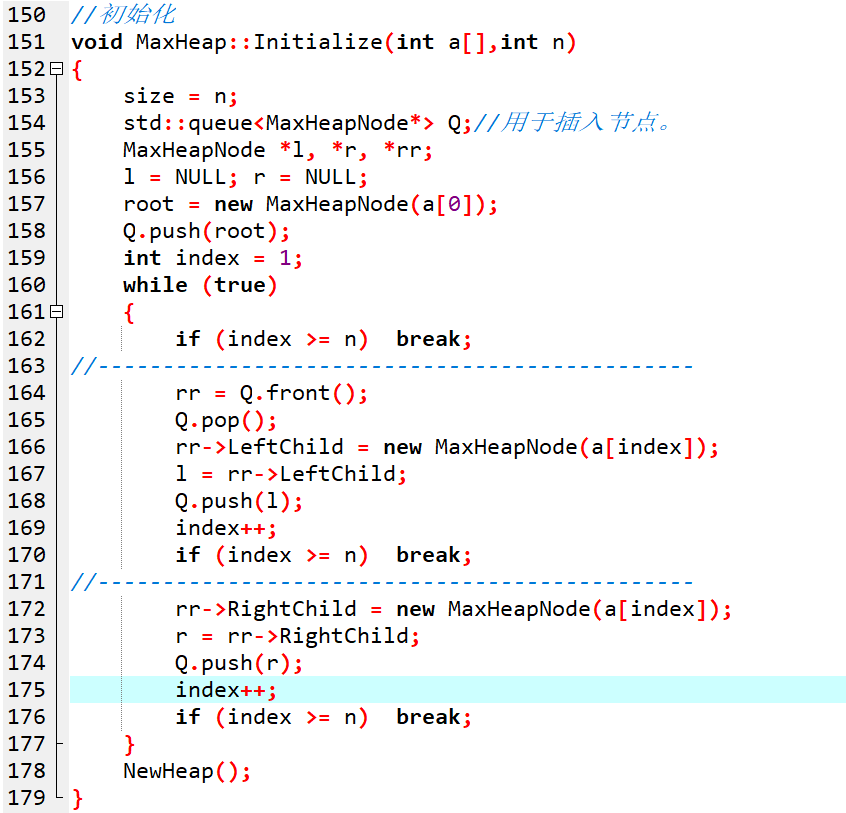 150 //初始化
151 void MaxHeap::Initialize(int a[],int n)
152 {
153 size = n;
154 std::queue<MaxHeapNode*> Q;//用于插入节点。
155 MaxHeapNode *l, *r, *rr;
156 l = NULL; r = NULL;
157 root = new MaxHeapNode(a[0]);
158 Q.push(root);
159 int index = 1;
160 while (true)
161 {
162 if (index >= n) break;
163 //----------------------------------------------
164 rr = Q.front();
165 Q.pop();
166 rr->LeftChild = new MaxHeapNode(a[index]);
167 l = rr->LeftChild;
168 Q.push(l);
169 index++;
170 if (index >= n) break;
171 //----------------------------------------------
172 rr->RightChild = new MaxHeapNode(a[index]);
173 r = rr->RightChild;
174 Q.push(r);
175 index++;
176 if (index >= n) break;
177 }
178 NewHeap();
179 }